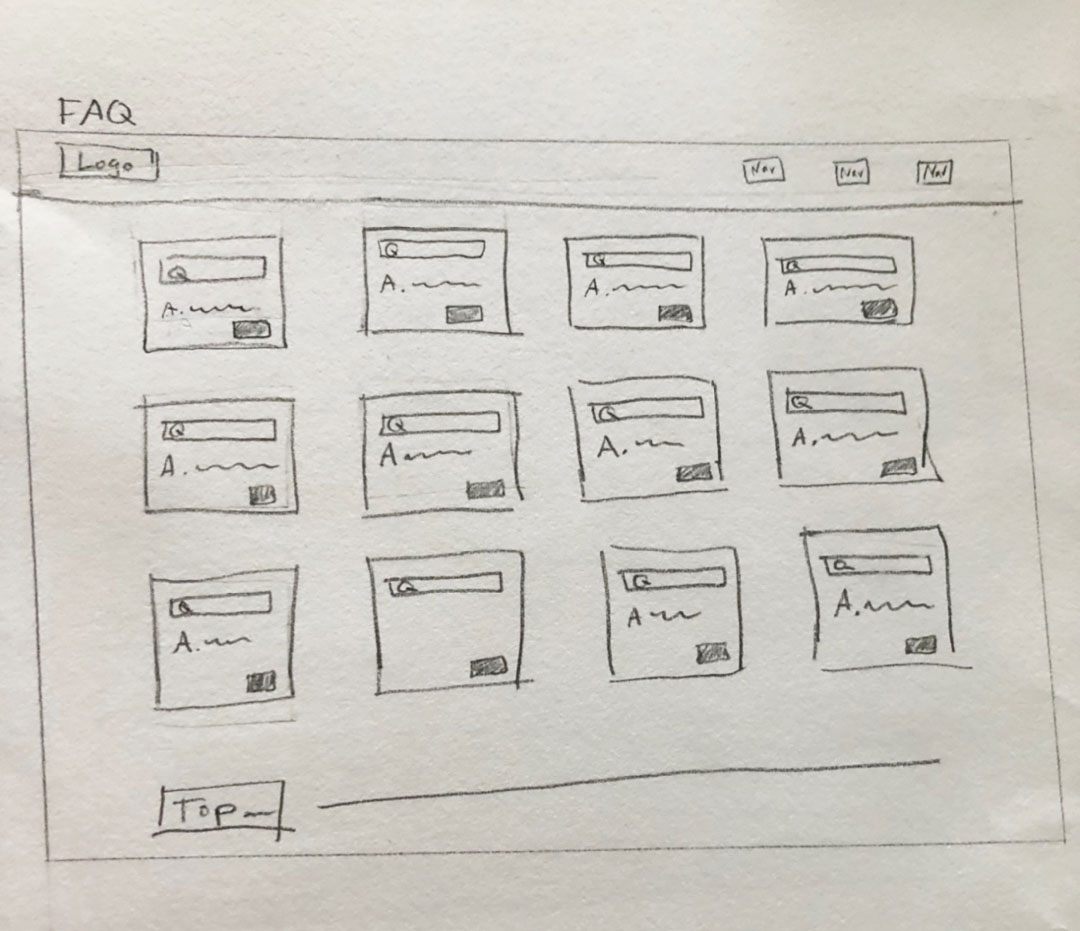 FAQ
Logo Nav Nav Nav
Q Q Q Q
A. A. A. A.
Q Q Q Q
A. A A. A.
Q Q Q Q
A. A A.
Top